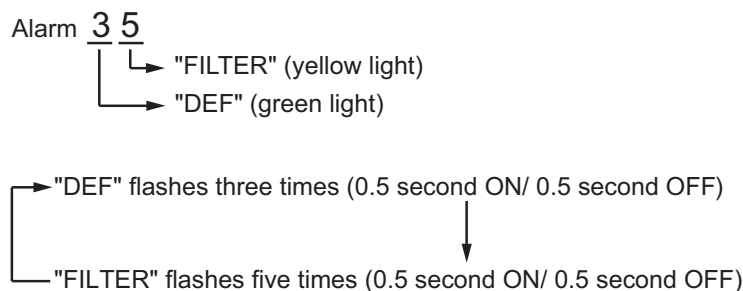 Alarm 3 5
"FILTER" (yellow light)
"DEF" (green light)
"DEF" flashes three times (0.5 second ON/ 0.5 second OFF)
"FILTER" flashes five times (0.5 second ON/ 0.5 second OFF)